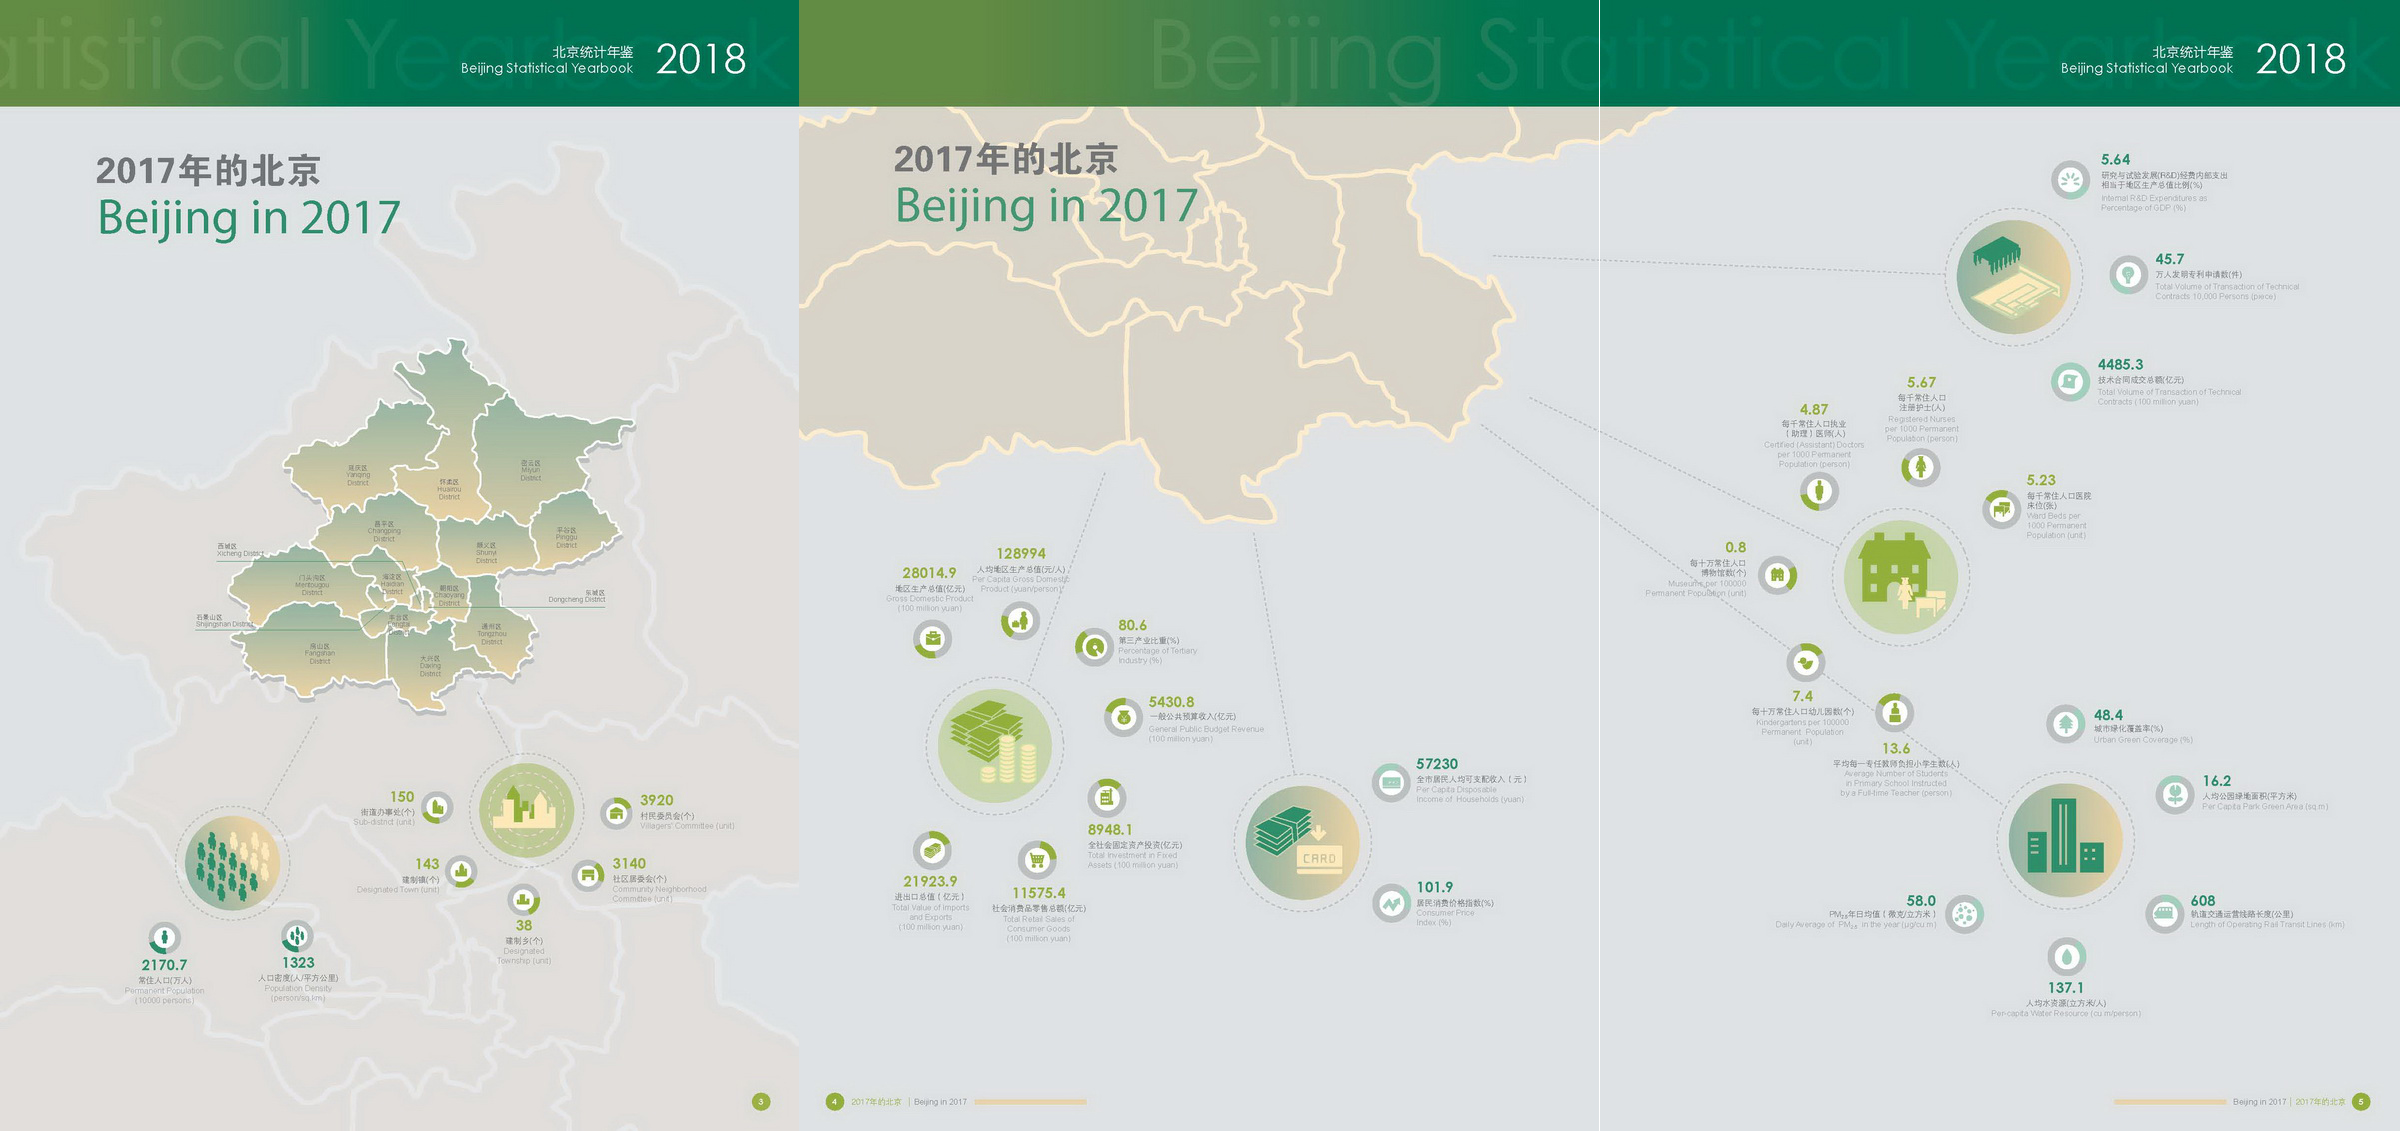 北京统计年鉴
Beijing Statistical Yearbook
2018
2017年的北京
Beijing in 2017
延庆区
Yanqing
District
怀柔区
Huairou
District
密云区
Miyun
District
昌平区
Changping
District
顺义区
Shunyi
District
平谷区
Pinggu
District
西城区
Xicheng District
门头沟区
Mentougou
District
海淀区
Haidian
District
朝阳区
Chaoyang
District
东城区
Dongcheng District
石景山区
Shijingshan District
丰台区
Fengtai
District
通州区
Tongzhou
District
房山区
Fangshan
District
大兴区
Daxing
District
150
街道办事处(个)
Sub-district (unit)
3920
村民委员会(个)
Villagers' Committee (unit)
143
建制镇(个)
Designated Town (unit)
3140
社区居委会(个)
Community Neighborhood
Committee (unit)
38
建制乡(个)
Designated
Township (unit)
2170.7
常住人口(万人)
Permanent Population
(10000 persons)
1323
人口密度(人/平方公里)
Population Density
(person/sq.km)
3
Beijing Statistical Yearbook
2017年的北京
Beijing in 2017
28014.9
地区生产总值(亿元)
Gross Domestic Product
(100 million yuan)
128994
人均地区生产总值(元/人)
Per Capita Gross Domestic
Product (yuan/person)
80.6
第三产业比重(%)
Percentage of Tertiary
Industry (%)
5430.8
一般公共预算收入(亿元)
General Public Budget Revenue
(100 million yuan)
8948.1
全社会固定资产投资(亿元)
Total Investment in Fixed
Assets (100 million yuan)
21923.9
进出口总值(亿元)
Total Value of Imports
and Exports
(100 million yuan)
11575.4
社会消费品零售总额(亿元)
Total Retail Sales of
Consumer Goods
(100 million yuan)
57230
全市居民人均可支配收入(元)
Per Capita Disposable
Income of Households (yuan)
101.9
居民消费价格指数(%)
Consumer Price
Index (%)
CARD
4
2017年的北京 | Beijing in 2017
北京统计年鉴
Beijing Statistical Yearbook
2018
5.64
研究与试验发展(R&D)经费内部支出
相当于地区生产总值比例(%)
Internal R&D Expenditures as
Percentage of GDP (%)
45.7
万人发明专利申请数(件)
Total Volume of Transaction of Technical
Contracts 10,000 Persons (piece)
4485.3
技术合同成交总额(亿元)
Total Volume of Transaction of Technical
Contracts (100 million yuan)
5.67
每千常住人口
注册护士(人)
Registered Nurses
per 1000 Permanent
Population (person)
4.87
每千常住人口执业
(助理)医师(人)
Certified (Assistant) Doctors
per 1000 Permanent
Population (person)
5.23
每千常住人口医院
床位(张)
Ward Beds per
1000 Permanent
Population (unit)
0.8
每十万常住人口
博物馆数(个)
Museums per 100000
Permanent Population (unit)
7.4
每十万常住人口幼儿园数(个)
Kindergartens per 100000
Permanent Population
(unit)
13.6
平均每一专任教师负担小学生数(人)
Average Number of Students
in Primary School Instructed
by a Full-time Teacher (person)
48.4
城市绿化覆盖率(%)
Urban Green Coverage (%)
16.2
人均公园绿地面积(平方米)
Per Capita Park Green Area (sq.m)
58.0
PM2.5年日均值(微克/立方米)
Daily Average of PM2.5 in the year (μg/cu.m)
608
轨道交通运营线路长度(公里)
Length of Operating Rail Transit Lines (km)
137.1
人均水资源(立方米/人)
Per-capita Water Resource (cu.m/person)
Beijing in 2017 | 2017年的北京
5